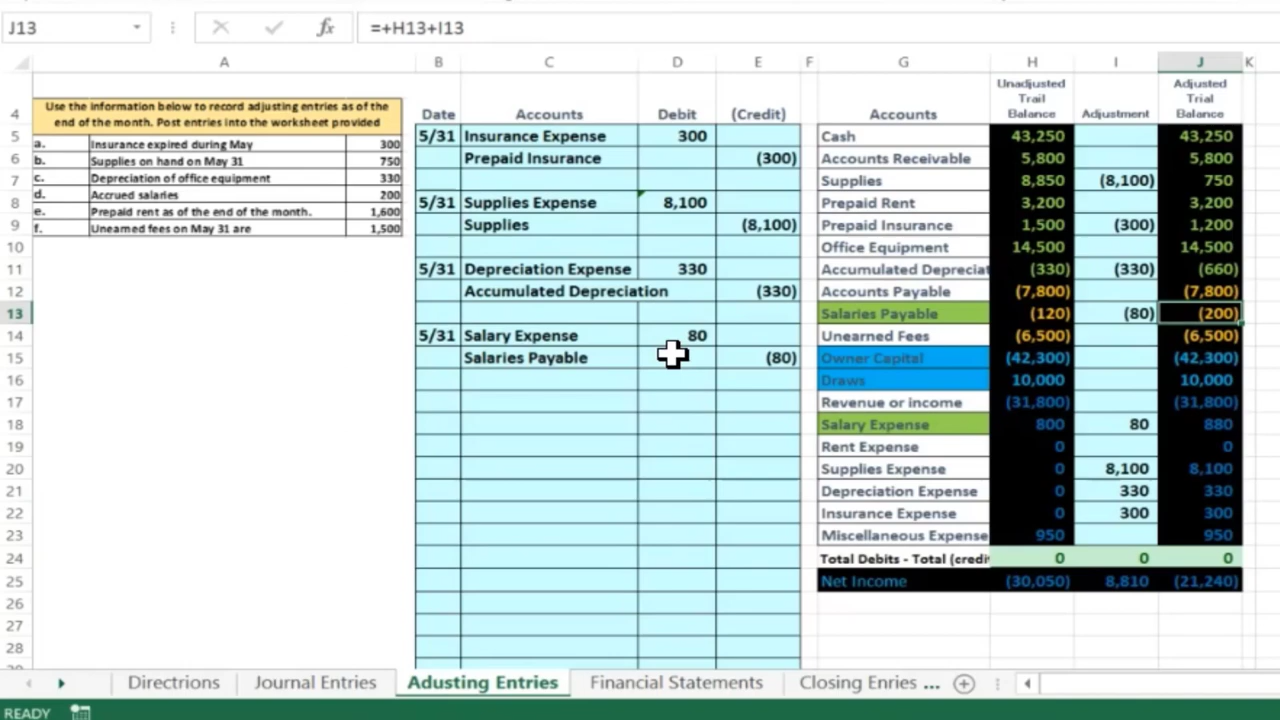 J13 fx =+H13+I13
A B C D E F G H I J K
4 Use the information below to record adjusting entries as of the
end of the month. Post entries into the worksheet provided
Date Accounts Debit (Credit) Accounts
Unadjusted
Trail
Balance
Adjustment
Adjusted
Trial
Balance
a. Insurance expired during May 300
b. Supplies on hand on May 31 750
c. Depreciation of office equipment 330
d. Accrued salaries 200
e. Prepaid rent as of the end of the month. 1,600
f. Unearned fees on May 31 are 1,500
5 5/31 Insurance Expense 300 Cash 43,250 43,250
6 Prepaid Insurance (300) Accounts Receivable 5,800 5,800
7 Supplies 8,850 (8,100) 750
8 5/31 Supplies Expense 8,100 Prepaid Rent 3,200 3,200
9 Supplies (8,100) Prepaid Insurance 1,500 (300) 1,200
10 Office Equipment 14,500 14,500
11 5/31 Depreciation Expense 330 Accumulated Depreciat (330) (330) (660)
12 Accumulated Depreciation (330) Accounts Payable (7,800) (7,800)
13 Salaries Payable (120) (80) (200)
14 5/31 Salary Expense 80 Unearned Fees (6,500) (6,500)
15 Salaries Payable (80) Owner Capital (42,300) (42,300)
16 Draws 10,000 10,000
17 Revenue or income (31,800) (31,800)
18 Salary Expense 800 80 880
19 Rent Expense 0 0
20 Supplies Expense 0 8,100 8,100
21 Depreciation Expense 0 330 330
22 Insurance Expense 0 300 300
23 Miscellaneous Expense 950 950
24 Total Debits - Total (credi 0 0 0
25 Net Income (30,050) 8,810 (21,240)
26
27
28
Directrions Journal Entries Adusting Entries Financial Statements Closing Enries ...
READY